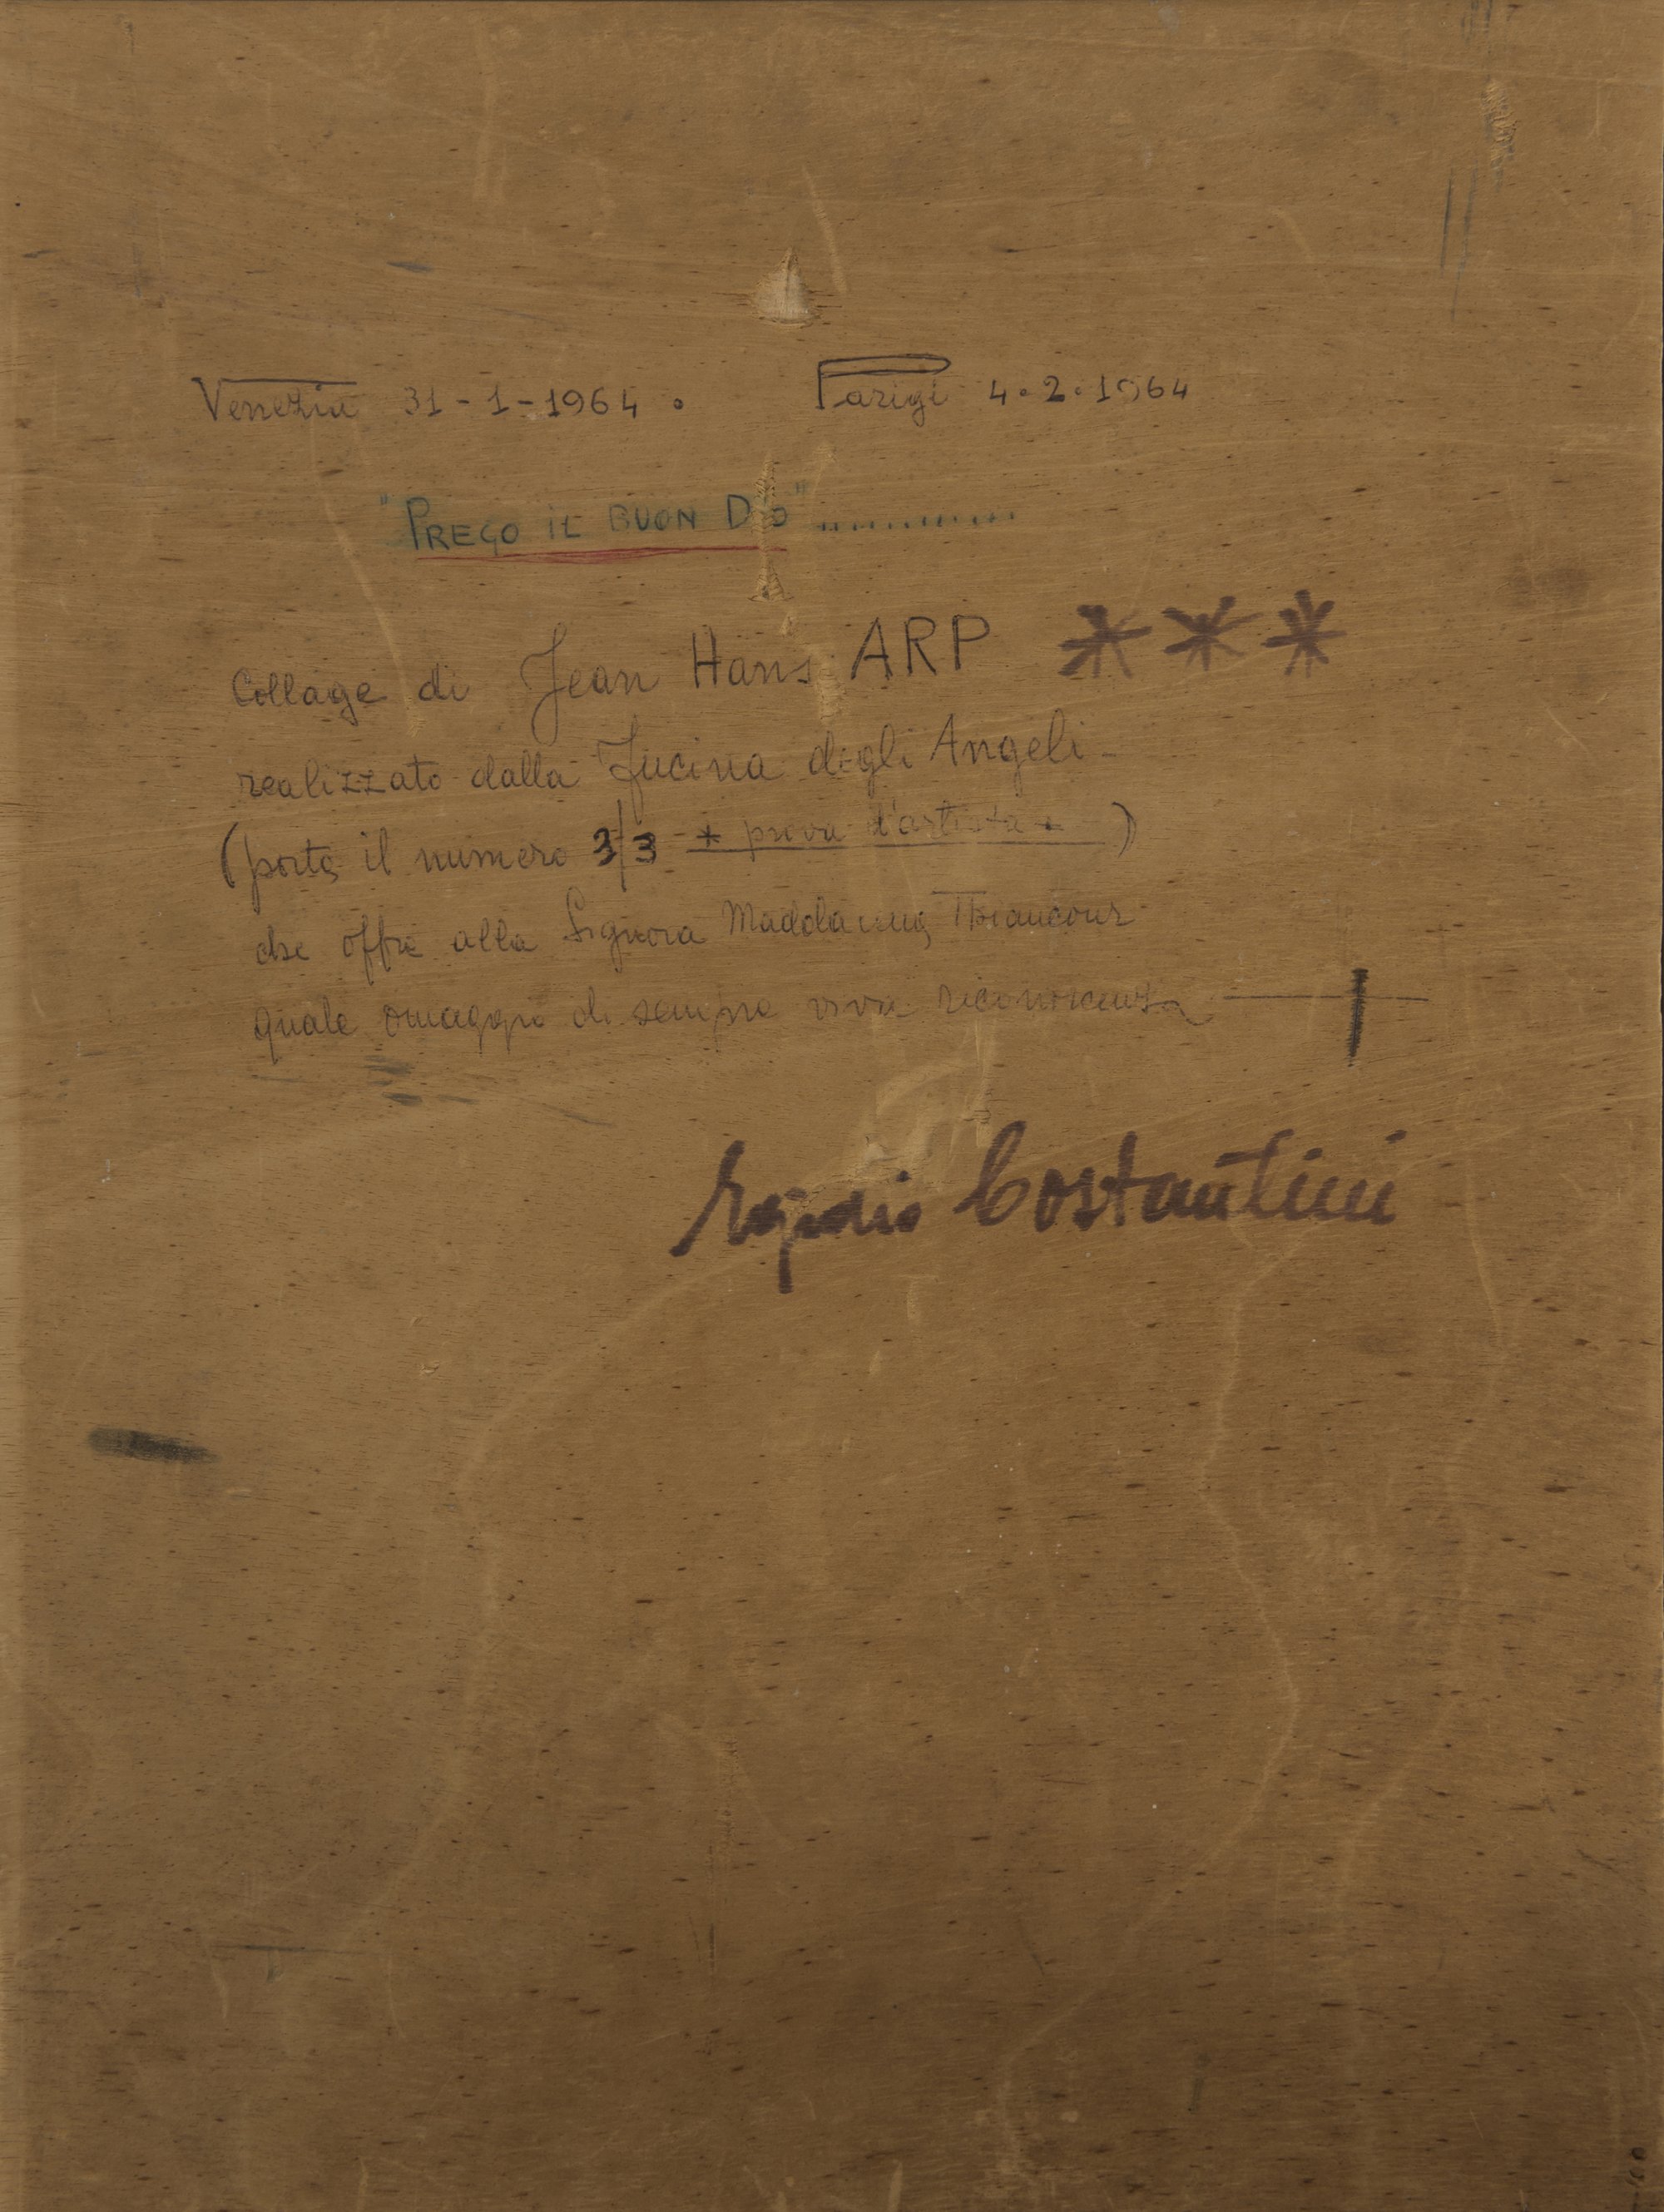 Venezia 31-1-1964. Parigi 4.2.1964
"PREGO IL BUON DIO"............
Collage di Jean Hans ARP ***
realizzato dalla Fucina degli Angeli -
(porta il numero 3/3 + prova d'artista + )
che offre alla Signora Maddalena
quale omaggio di sempre viva riconoscenza
Egidio Costantini